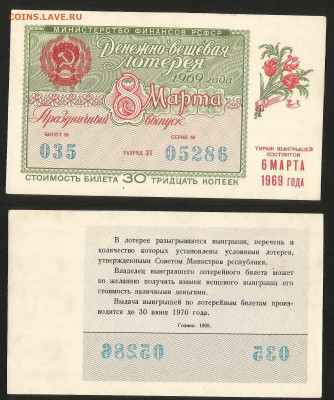 COINS.LAVE.RU
МИНИСТЕРСТВО ФИНАНСОВ РСФСР
Денежно-вещевая
лотерея
1969 года
8 Марта
Праздничный выпуск
БИЛЕТ №
СЕРИЯ №
035
РАЗРЯД 31
05286
СТОИМОСТЬ БИЛЕТА 30 ТРИДЦАТЬ КОПЕЕК
ТИРАЖ ВЫИГРЫШЕЙ
СОСТОИТСЯ
6 МАРТА
1969 ГОДА
В лотерее разыгрываются выигрыши, перечень и
количество которых установлены условиями лотереи,
утвержденными Советом Министров республики.
Владелец выигравшего лотерейного билета может
по желанию получить взамен вещевого выигрыша его
стоимость наличными деньгами.
Выдача выигрышей по лотерейным билетам произ-
водится до 30 июня 1970 года.
Гознак. 1968.
05286
035